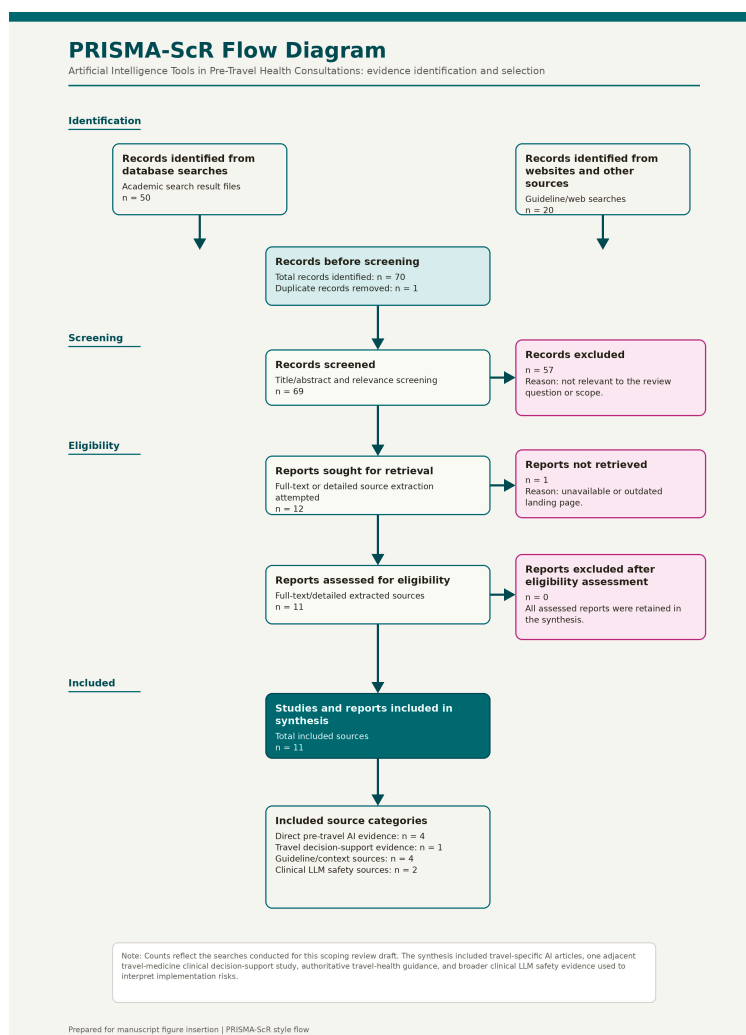 PRISMA-ScR Flow Diagram
Artificial Intelligence Tools in Pre-Travel Health Consultations: evidence identification and selection
Identification
Records identified from
database searches
Academic search result files
n = 50
Records identified from
websites and other
sources
Guideline/web searches
n = 20
Records before screening
Total records identified: n = 70
Duplicate records removed: n = 1
Screening
Records screened
Title/abstract and relevance screening
n = 69
Records excluded
n = 57
Reason: not relevant to the review
question or scope.
Eligibility
Reports sought for retrieval
Full-text or detailed source extraction
attempted
n = 12
Reports not retrieved
n = 1
Reason: unavailable or outdated
landing page.
Reports assessed for eligibility
Full-text/detailed extracted sources
n = 11
Reports excluded after
eligibility assessment
n = 0
All assessed reports were retained in
the synthesis.
Included
Studies and reports included in
synthesis
Total included sources
n = 11
Included source categories
Direct pre-travel AI evidence: n = 4
Travel decision-support evidence: n = 1
Guideline/context sources: n = 4
Clinical LLM safety sources: n = 2
Note: Counts reflect the searches conducted for this scoping review draft. The synthesis included travel-specific AI articles, one adjacent
travel-medicine clinical decision-support study, authoritative travel-health guidance, and broader clinical LLM safety evidence used to
interpret implementation risks.
Prepared for manuscript figure insertion | PRISMA-ScR style flow